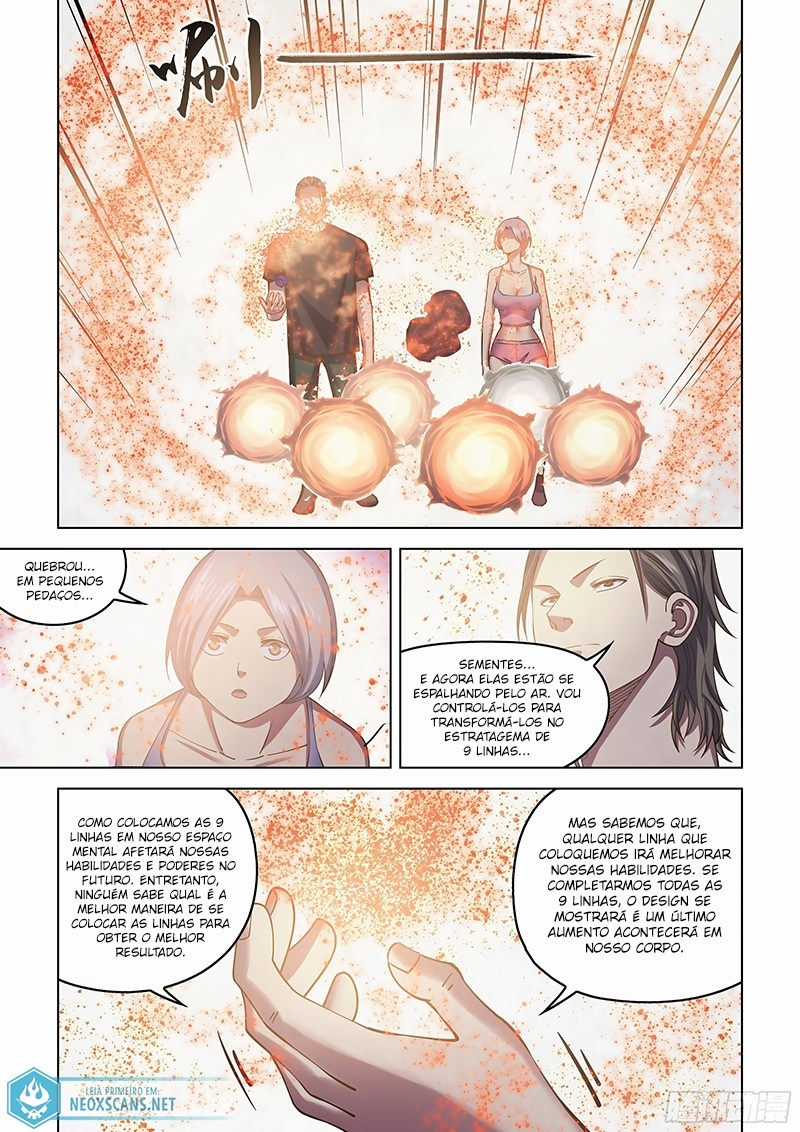 唰
QUEBROU...
EM PEQUENOS
PEDAÇOS...
SEMENTES...
E AGORA ELAS ESTÃO SE
ESPALHANDO PELO AR. VOU
CONTROLÁ-LOS PARA
TRANSFORMÁ-LOS NO
ESTRATAGEMA DE
9 LINHAS...
COMO COLOCAMOS AS 9
LINHAS EM NOSSO ESPAÇO
MENTAL AFETARÁ NOSSAS
HABILIDADES E PODERES NO
FUTURO. ENTRETANTO,
NINGUÉM SABE QUAL É A
MELHOR MANEIRA DE SE
COLOCAR AS LINHAS PARA
OBTER O MELHOR
RESULTADO.
MAS SABEMOS QUE,
QUALQUER LINHA QUE
COLOQUEMOS IRÁ MELHORAR
NOSSAS HABILIDADES. SE
COMPLETARMOS TODAS AS
9 LINHAS, O DESIGN SE
MOSTRARÁ É UM ÚLTIMO
AUMENTO ACONTECERÁ EM
NOSSO CORPO.
LEIA PRIMEIRO EM:
NEOXSCANS.NET
腾讯动漫